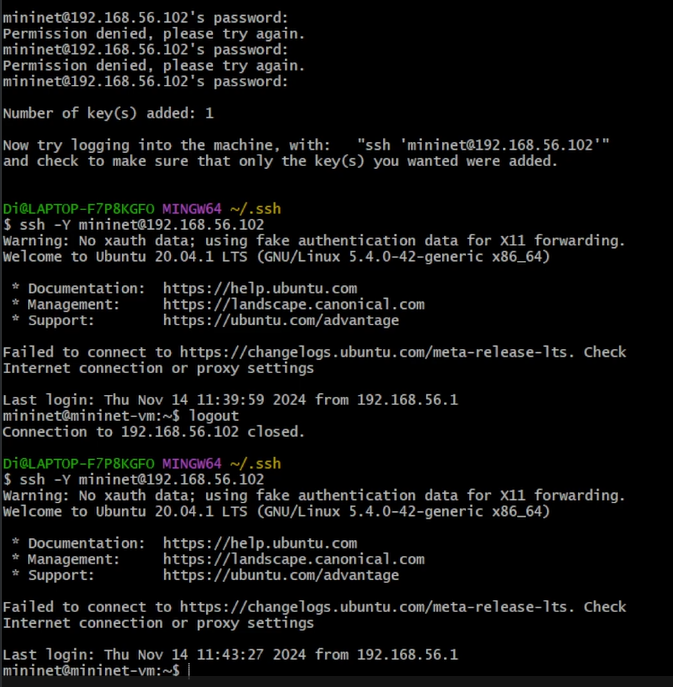 mininet@192.168.56.102's password:
Permission denied, please try again.
mininet@192.168.56.102's password:
Permission denied, please try again.
mininet@192.168.56.102's password:
Number of key(s) added: 1
Now try logging into the machine, with:   "ssh 'mininet@192.168.56.102'"
and check to make sure that only the key(s) you wanted were added.
Di@LAPTOP-F7P8KGFO MINGW64 ~/.ssh
$ ssh -Y mininet@192.168.56.102
Warning: No xauth data; using fake authentication data for X11 forwarding.
Welcome to Ubuntu 20.04.1 LTS (GNU/Linux 5.4.0-42-generic x86_64)
* Documentation:  https://help.ubuntu.com
* Management:     https://landscape.canonical.com
* Support:        https://ubuntu.com/advantage
Failed to connect to https://changelogs.ubuntu.com/meta-release-lts. Check
Internet connection or proxy settings
Last login: Thu Nov 14 11:39:59 2024 from 192.168.56.1
mininet@mininet-vm:~$ logout
Connection to 192.168.56.102 closed.
Di@LAPTOP-F7P8KGFO MINGW64 ~/.ssh
$ ssh -Y mininet@192.168.56.102
Warning: No xauth data; using fake authentication data for X11 forwarding.
Welcome to Ubuntu 20.04.1 LTS (GNU/Linux 5.4.0-42-generic x86_64)
* Documentation:  https://help.ubuntu.com
* Management:     https://landscape.canonical.com
* Support:        https://ubuntu.com/advantage
Failed to connect to https://changelogs.ubuntu.com/meta-release-lts. Check
Internet connection or proxy settings
Last login: Thu Nov 14 11:43:27 2024 from 192.168.56.1
mininet@mininet-vm:~$